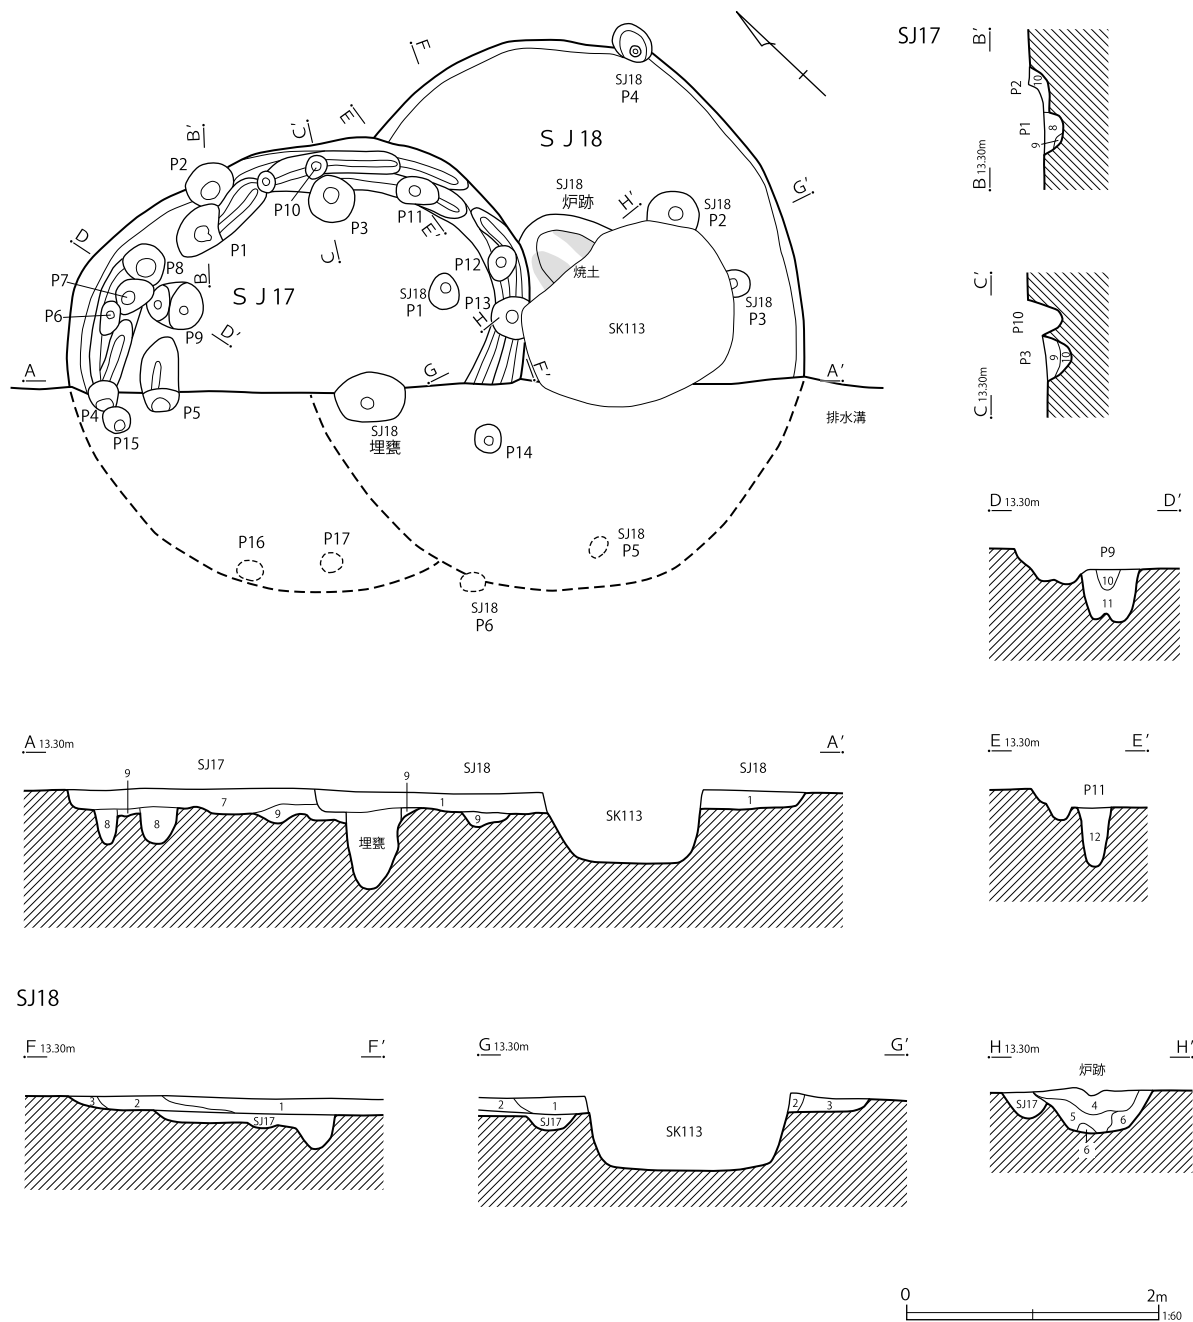 F
SJ18
P4
SJ17
B′
B 13.30m
P2
P1
10
8
9
E′
C′
B′
ＳＪ18
P2
P10
P3
P11
SJ18
炉跡
H′
SJ18
P2
G′
D
P1
E′
C
P7
P8
B
P12
焼土
P6
ＳＪ17
SJ18
P1
P13
H
SK113
SJ18
P3
P9
D′
A
G
F′
A′
P4
P5
P15
SJ18
埋甕
P14
排水溝
P16
P17
SJ18
P5
SJ18
P6
C′
C 13.30m
P10
P3
9
10
D 13.30m
D′
P9
10
11
A 13.30m
A′
SJ17
SJ18
SJ18
9
9
7
1
1
8
8
9
9
埋甕
SK113
E 13.30m
E′
P11
12
SJ18
F 13.30m
F′
3
2
1
SJ17
G 13.30m
G′
2
1
SJ17
SK113
2
3
H 13.30m
H′
炉跡
SJ17
4
5
6
6
0
2m
1:60